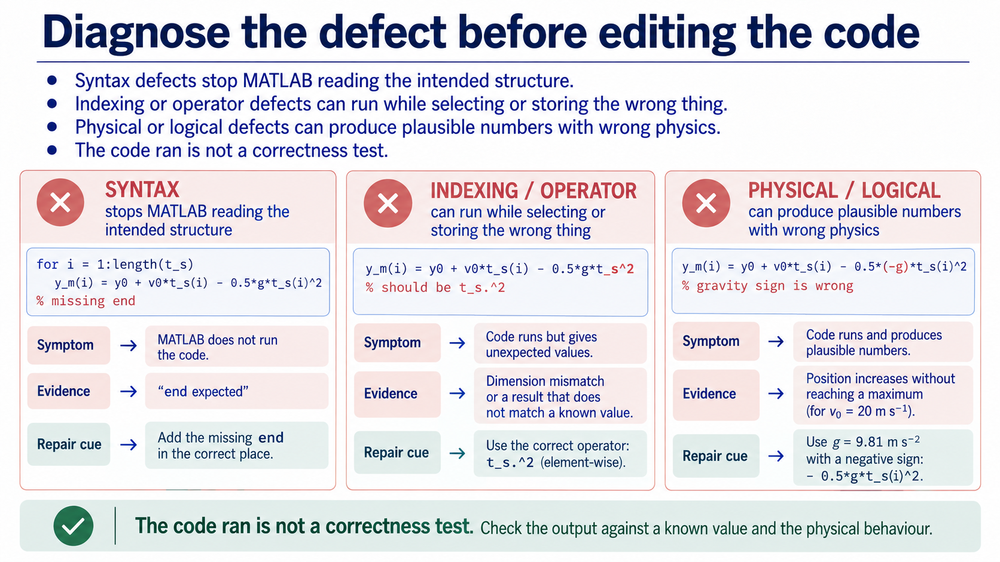 Diagnose the defect before editing the code
● Syntax defects stop MATLAB reading the intended structure.
● Indexing or operator defects can run while selecting or storing the wrong thing.
● Physical or logical defects can produce plausible numbers with wrong physics.
● The code ran is not a correctness test.
SYNTAX
stops MATLAB reading the
intended structure
for i = 1:length(t_s)
y_m(i) = y0 + v0*t_s(i) − 0.5*g*t_s(i)^2
% missing end
Symptom → MATLAB does not run
the code.
Evidence → “end expected”
Repair cue → Add the missing end
in the correct place.
INDEXING / OPERATOR
can run while selecting or
storing the wrong thing
y_m(i) = y0 + v0*t_s(i) − 0.5*g*t_s^2
% should be t_s.^2
Symptom → Code runs but gives
unexpected values.
Evidence → Dimension mismatch
or a result that does
not match a known value.
Repair cue → Use the correct operator:
t_s.^2 (element-wise).
PHYSICAL / LOGICAL
can produce plausible numbers
with wrong physics
y_m(i) = y0 + v0*t_s(i) − 0.5*(−g)*t_s(i)^2
% gravity sign is wrong
Symptom → Code runs and produces
plausible numbers.
Evidence → Position increases without
reaching a maximum
(for v₀ = 20 m s⁻¹).
Repair cue → Use g = 9.81 m s⁻²
with a negative sign:
− 0.5*g*t_s(i)^2.
The code ran is not a correctness test. Check the output against a known value and the physical behaviour.